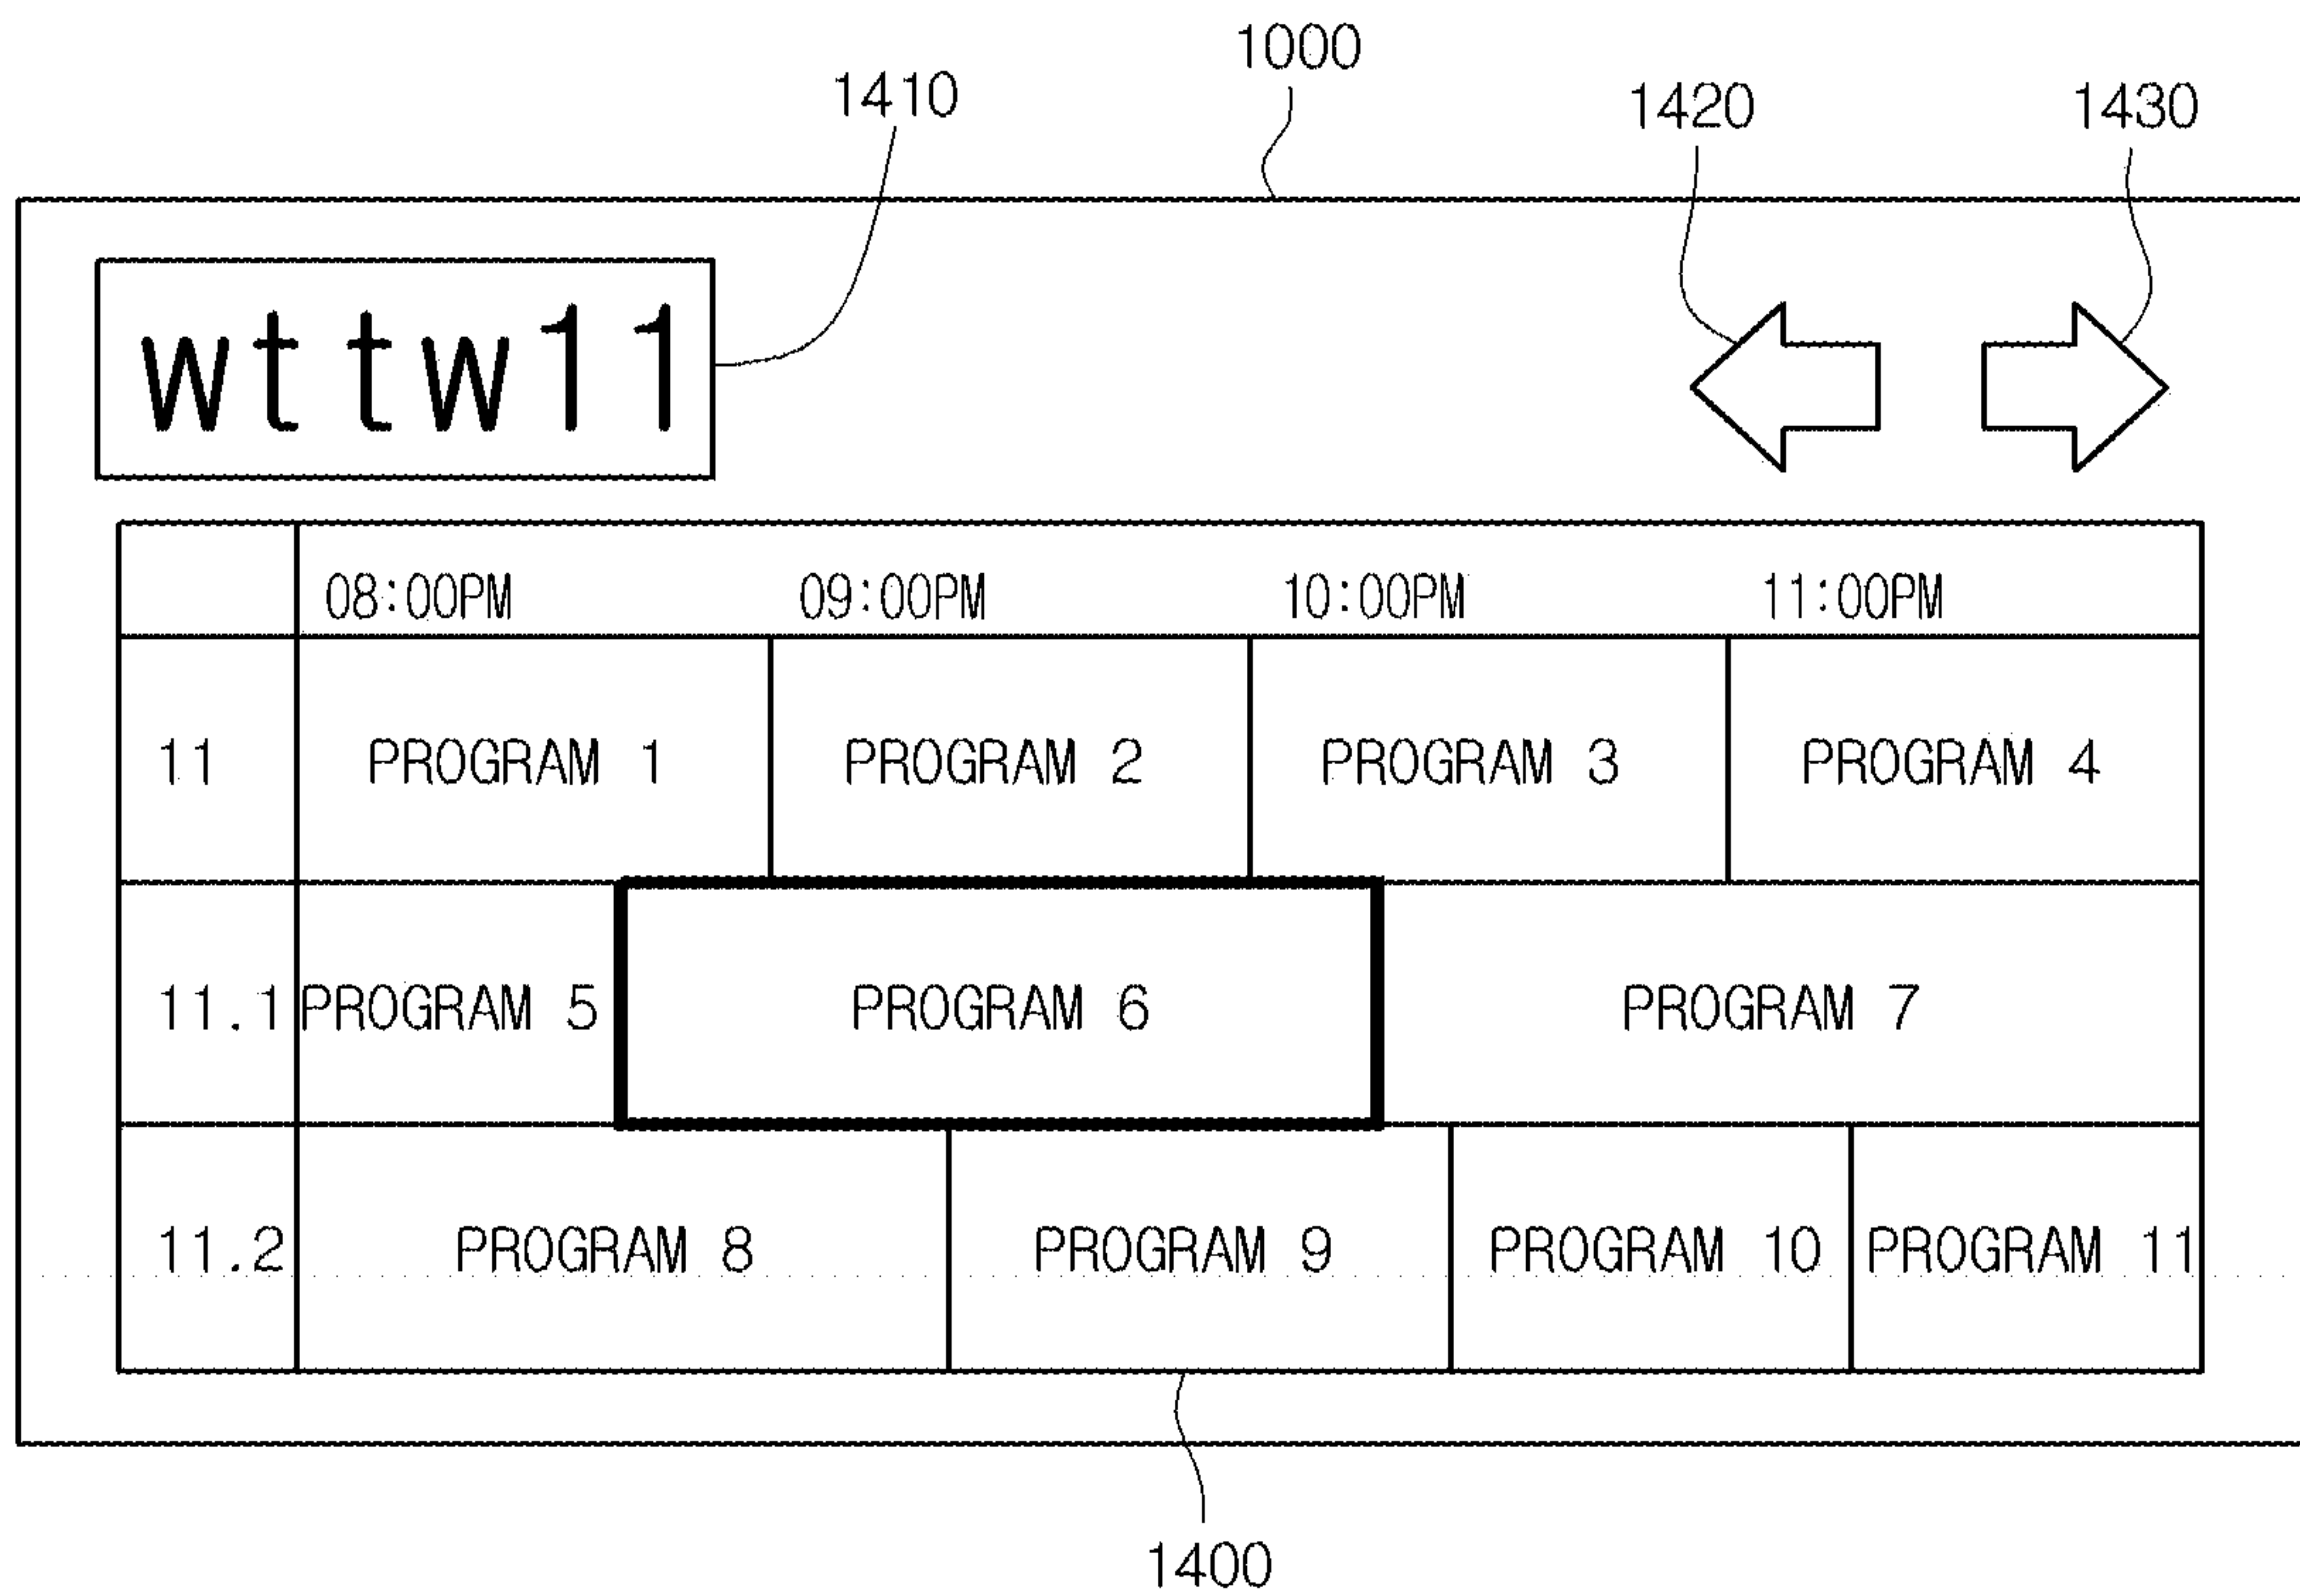 1000
1410
1420 1430
wttw11
08:00PM 09:00PM 10:00PM 11:00PM
11 PROGRAM 1 PROGRAM 2 PROGRAM 3 PROGRAM 4
11.1 PROGRAM 5 PROGRAM 6 PROGRAM 7
11.2 PROGRAM 8 PROGRAM 9 PROGRAM 10 PROGRAM 11
1400